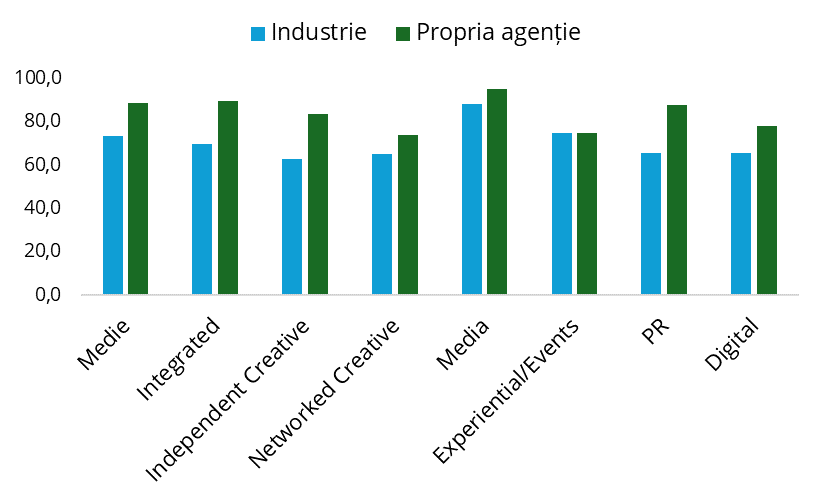 Industrie Propria agenție
100,0
80,0
60,0
40,0
20,0
0,0
Medie
Integrated
Independent Creative
Networked Creative
Media
Experiential/Events
PR
Digital